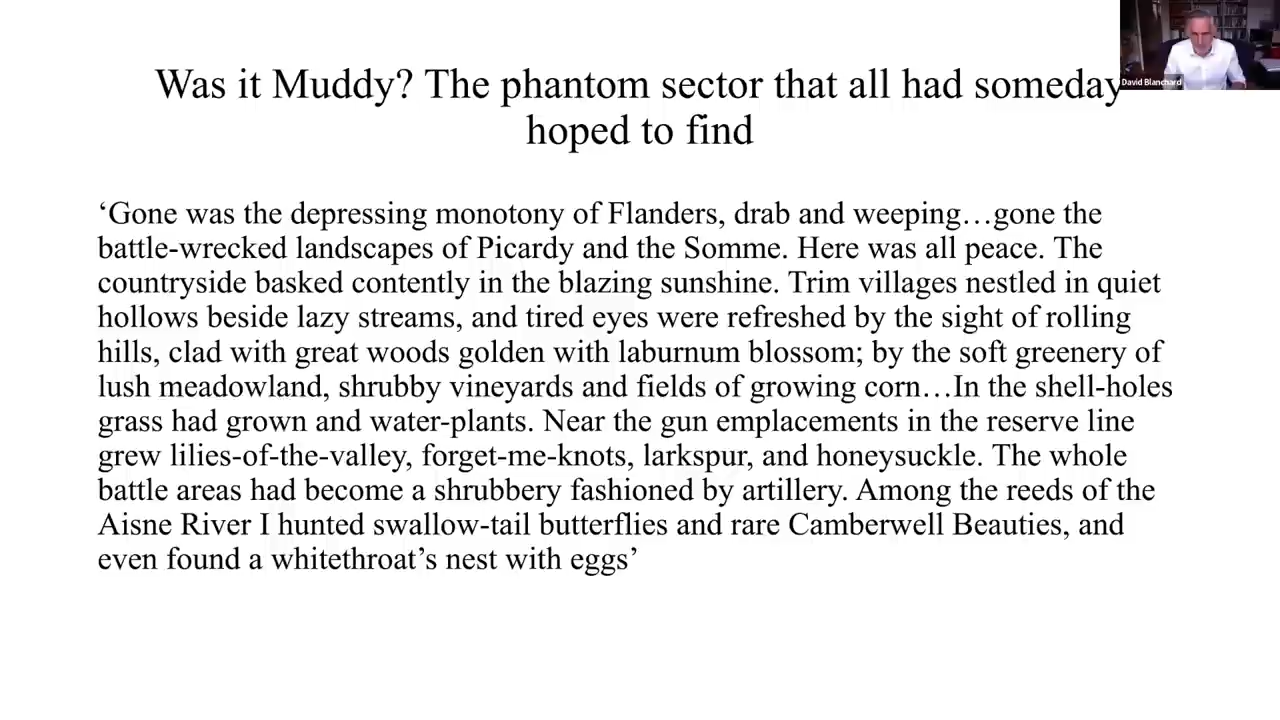 Was it Muddy? The phantom sector that all had someday
hoped to find
David Blanchard
‘Gone was the depressing monotony of Flanders, drab and weeping…gone the
battle-wrecked landscapes of Picardy and the Somme. Here was all peace. The
countryside basked contently in the blazing sunshine. Trim villages nestled in quiet
hollows beside lazy streams, and tired eyes were refreshed by the sight of rolling
hills, clad with great woods golden with laburnum blossom; by the soft greenery of
lush meadowland, shrubby vineyards and fields of growing corn…In the shell-holes
grass had grown and water-plants. Near the gun emplacements in the reserve line
grew lilies-of-the-valley, forget-me-knots, larkspur, and honeysuckle. The whole
battle areas had become a shrubbery fashioned by artillery. Among the reeds of the
Aisne River I hunted swallow-tail butterflies and rare Camberwell Beauties, and
even found a whitethroat’s nest with eggs’